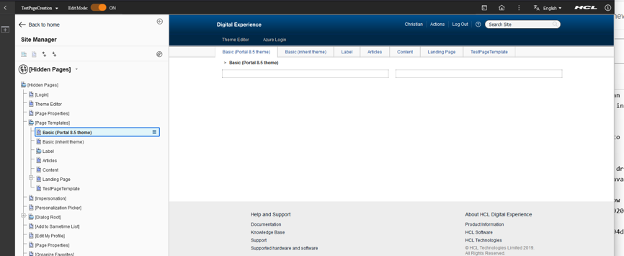 TestPageCreation
Edit Mode:
ON
English
HCL
Back to home
Site Manager
[Hidden Pages]
[Hidden Pages]
[Login]
Theme Editor
[Page Properties]
[Page Templates]
Basic (Portal 8.5 theme)
Basic (Inherit theme)
Label
Articles
Content
Landing Page
TestPageTemplate
[Impersonation]
[Personalization Picker]
[Dialog Root]
[Add to Sametime List]
[Edit My Profile]
[Page Properties]
[Organize Favorites]
Digital Experience
Christian Actions Log Out
Search Site
Theme Editor Azure Login
Basic (Portal 8.5 theme) Basic (Inherit theme) Label Articles Content Landing Page TestPageTemplate
Basic (Portal 8.5 theme)
Help and Support
Documentation
Knowledge Base
Support
Supported hardware and software
About HCL Digital Experience
Product Information
HCL Software
HCL Technologies
© HCL Technologies Limited 2018
All Rights Reserved.